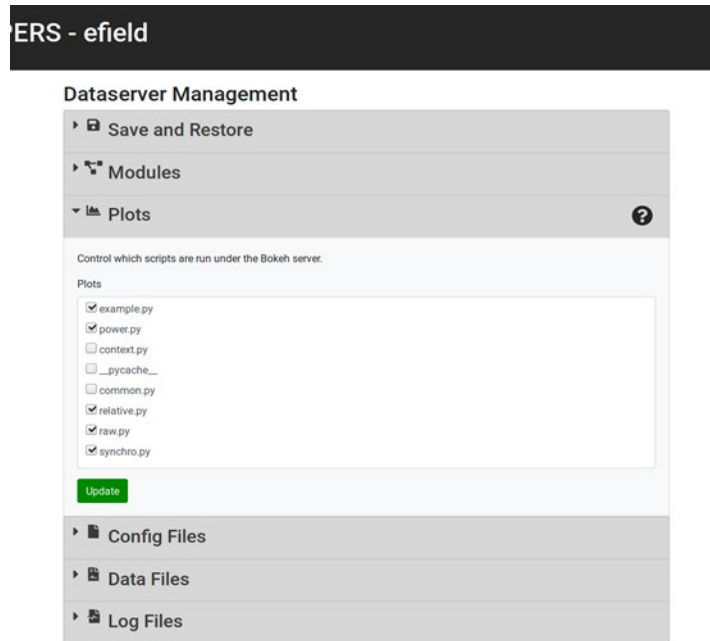 PERS - efield
Dataserver Management
Save and Restore
Modules
Plots
Control which scripts are run under the Bokeh server.
Plots
example.py
power.py
context.py
__pycache__
common.py
relative.py
raw.py
synchro.py
Update
Config Files
Data Files
Log Files